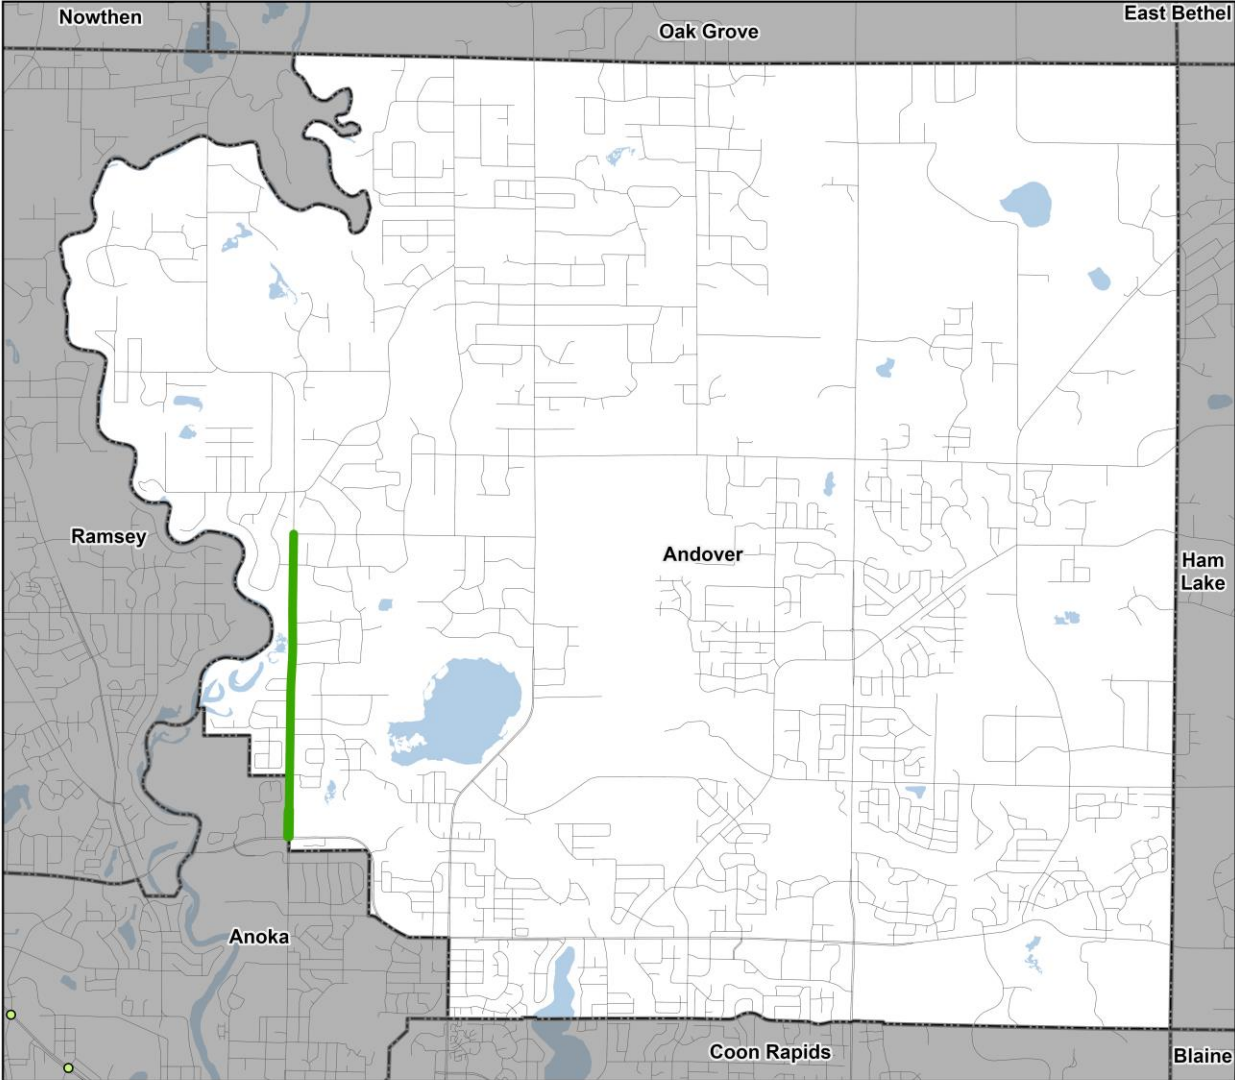 Nowthen
East Bethel
Oak Grove
Ramsey
Andover
Ham
Lake
Anoka
Coon Rapids
Blaine